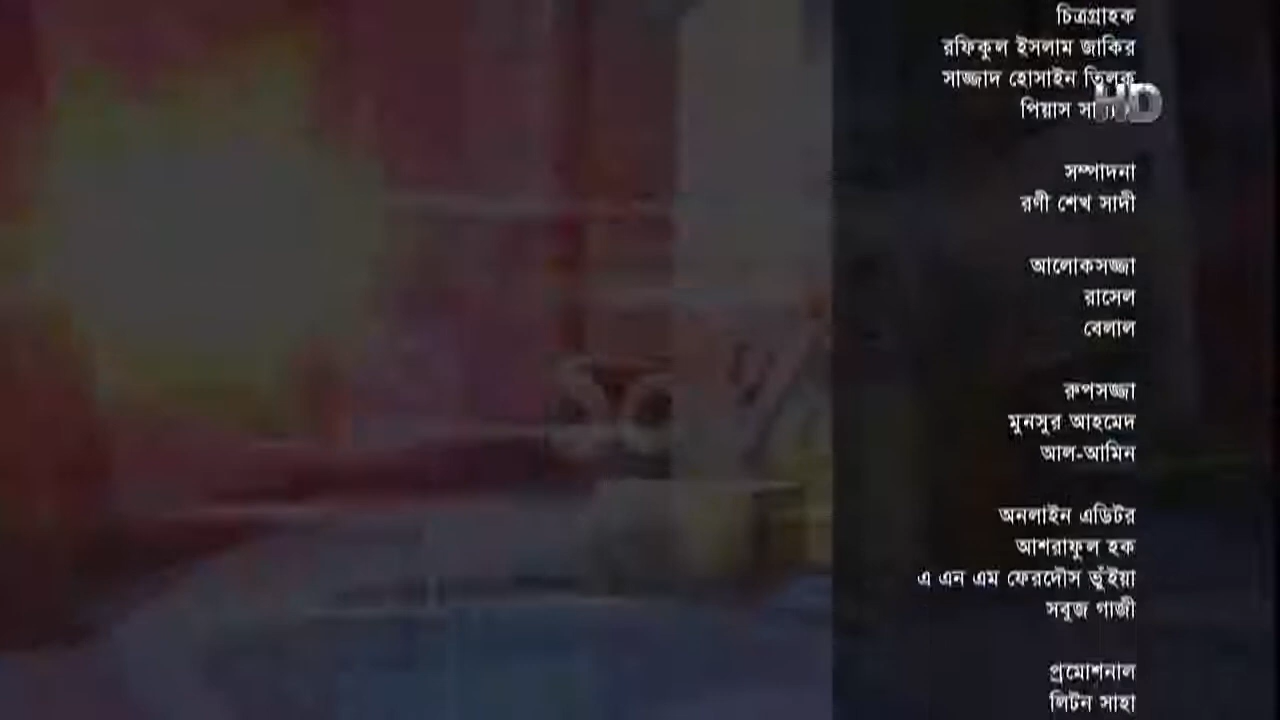 চিত্রগ্রাহক
রফিকুল ইসলাম জাকির
সাজ্জাদ হোসাইন তিলক
পিয়াস
HD
সম্পাদনা
রণী শেখ সাদী
আলোকসজ্জা
রাসেল
বেলাল
রুপসজ্জা
মুনসুর আহমেদ
আল-আমিন
অনলাইন এডিটর
আশরাফুল হক
এ এন এম ফেরদৌস ভুঁইয়া
সবুজ গাজী
প্রমোশনাল
লিটন সাহা